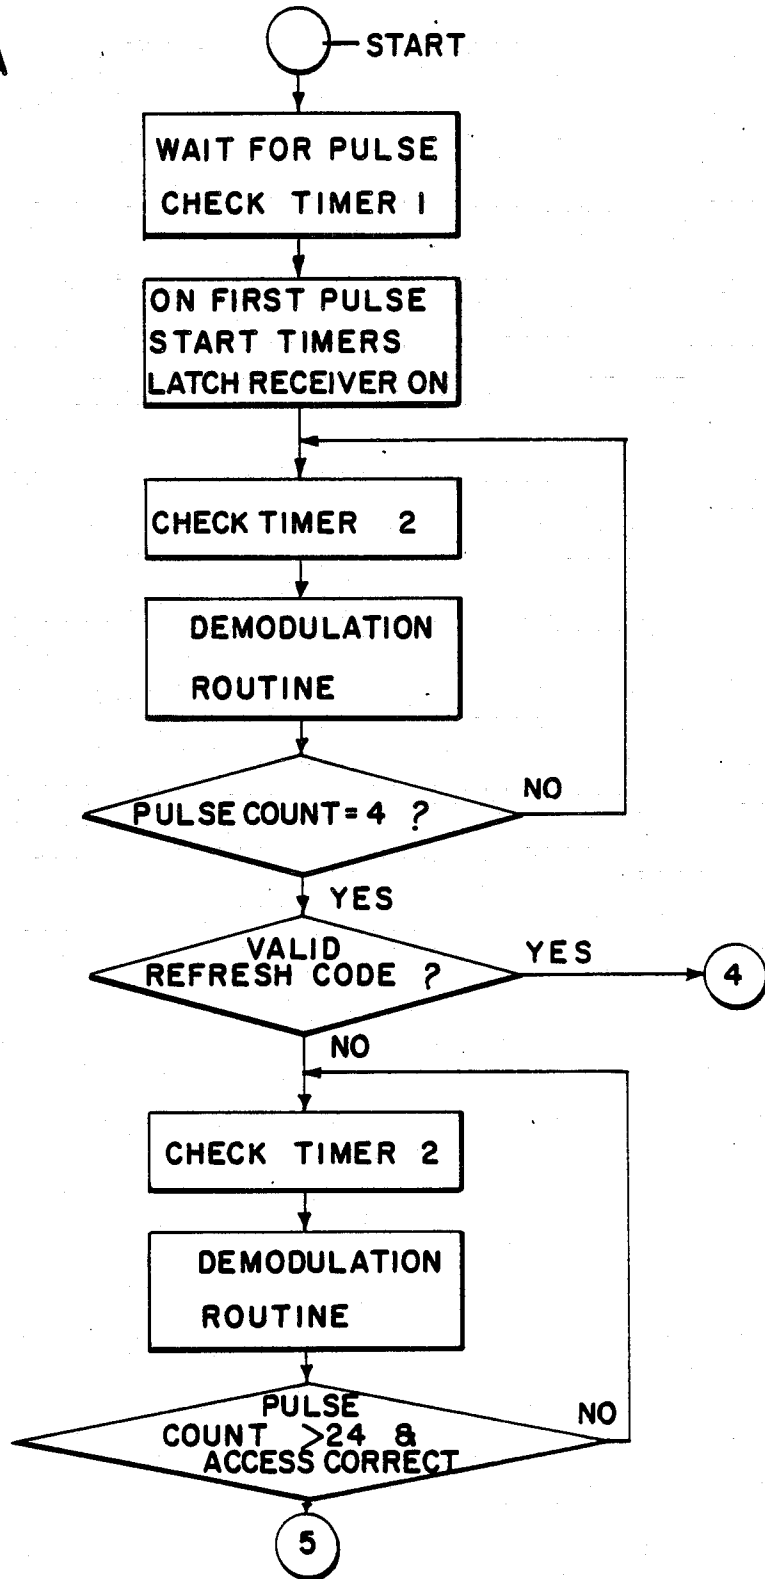 A
START
WAIT FOR PULSE
CHECK TIMER 1
ON FIRST PULSE
START TIMERS
LATCH RECEIVER ON
CHECK TIMER 2
DEMODULATION
ROUTINE
PULSE COUNT = 4 ?
NO
YES
VALID
REFRESH CODE ?
YES
4
NO
CHECK TIMER 2
DEMODULATION
ROUTINE
PULSE
COUNT >24 &
ACCESS CORRECT
NO
5